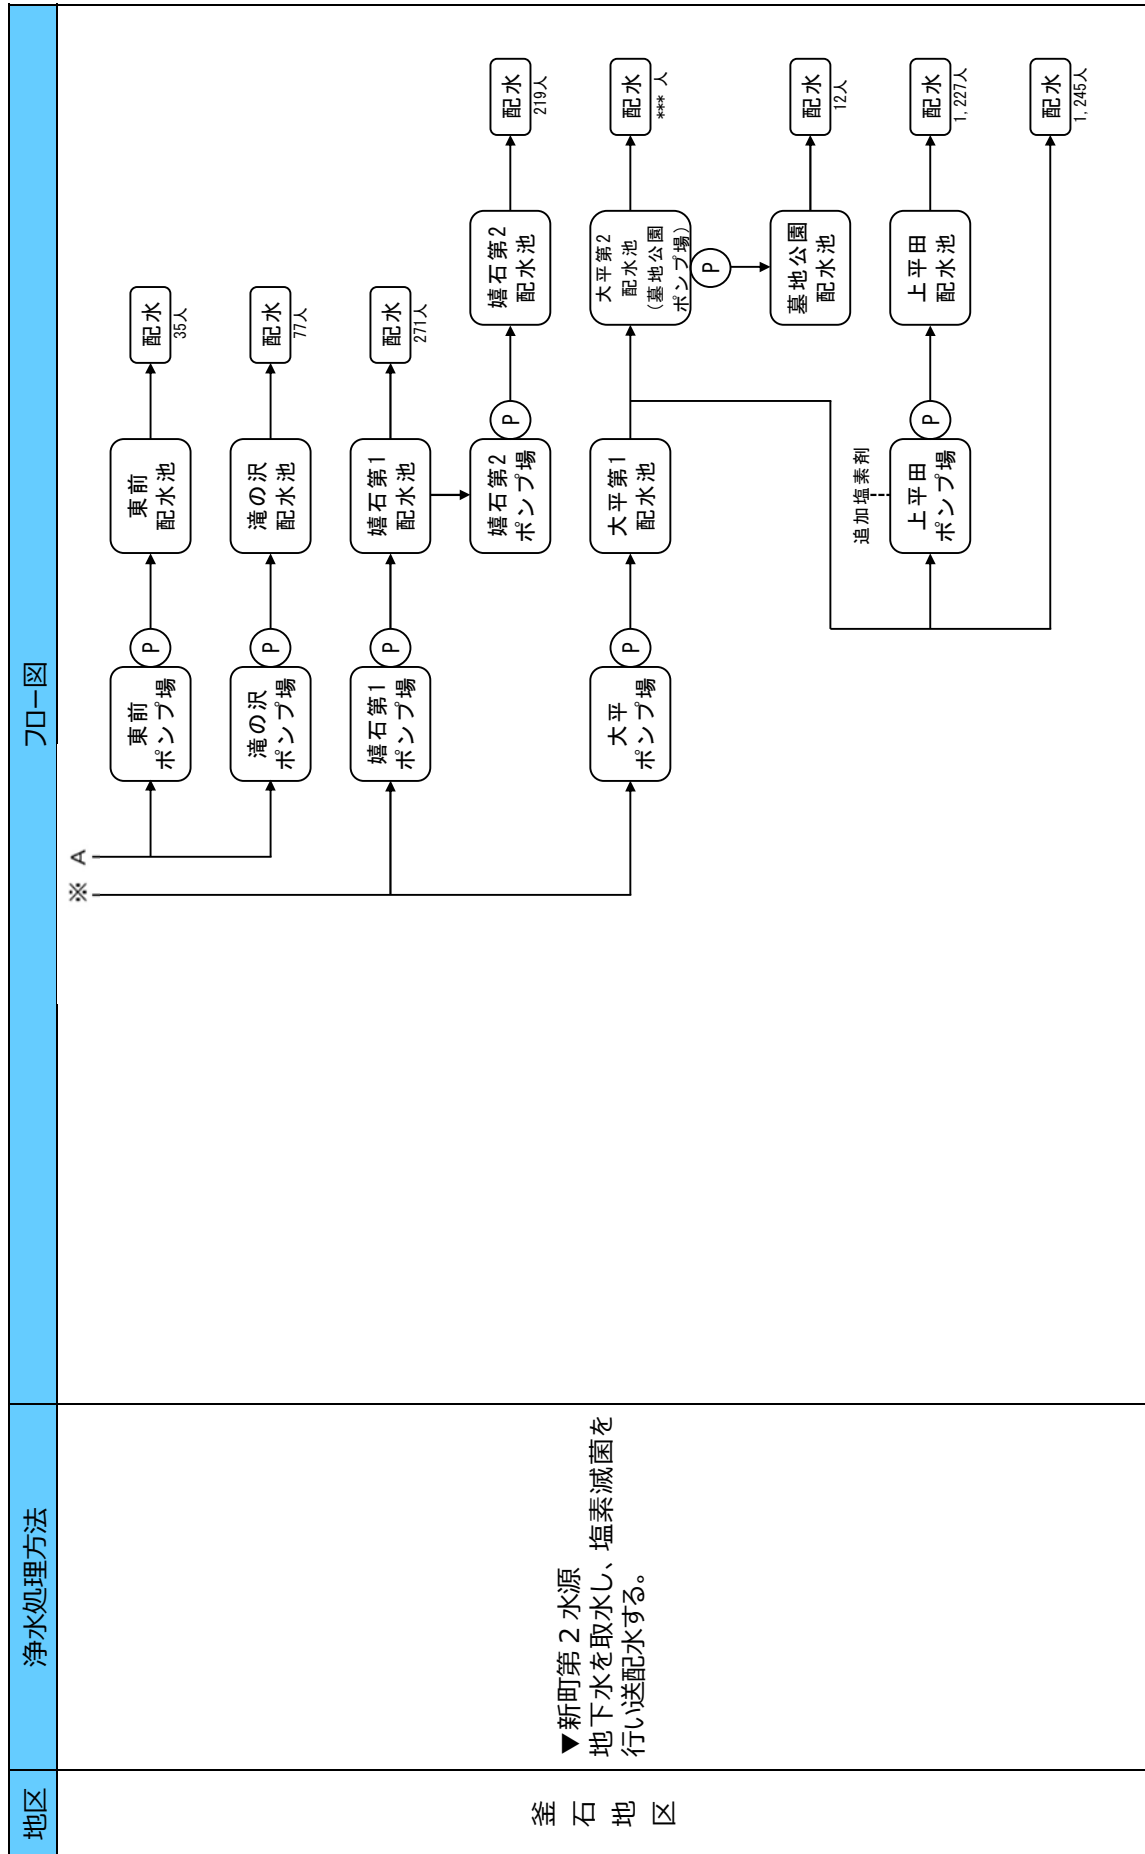 地区
浄水処理方法
フロー図
釜石地区
▼新町第2水源
地下水を取水し、塩素滅菌を
行い送配水する。
※
A
東前
ポンプ場
P
東前
配水池
配水
35人
滝の沢
ポンプ場
P
滝の沢
配水池
配水
77人
嬉石第1
ポンプ場
P
嬉石第1
配水池
配水
271人
嬉石第2
ポンプ場
P
嬉石第2
配水池
配水
219人
大平
ポンプ場
P
大平第1
配水池
大平第2
配水池
(墓地公園
ポンプ場)
配水
*** 人
P
墓地公園
配水池
配水
12人
追加塩素剤
上平田
ポンプ場
P
上平田
配水池
配水
1,227人
配水
1,245人